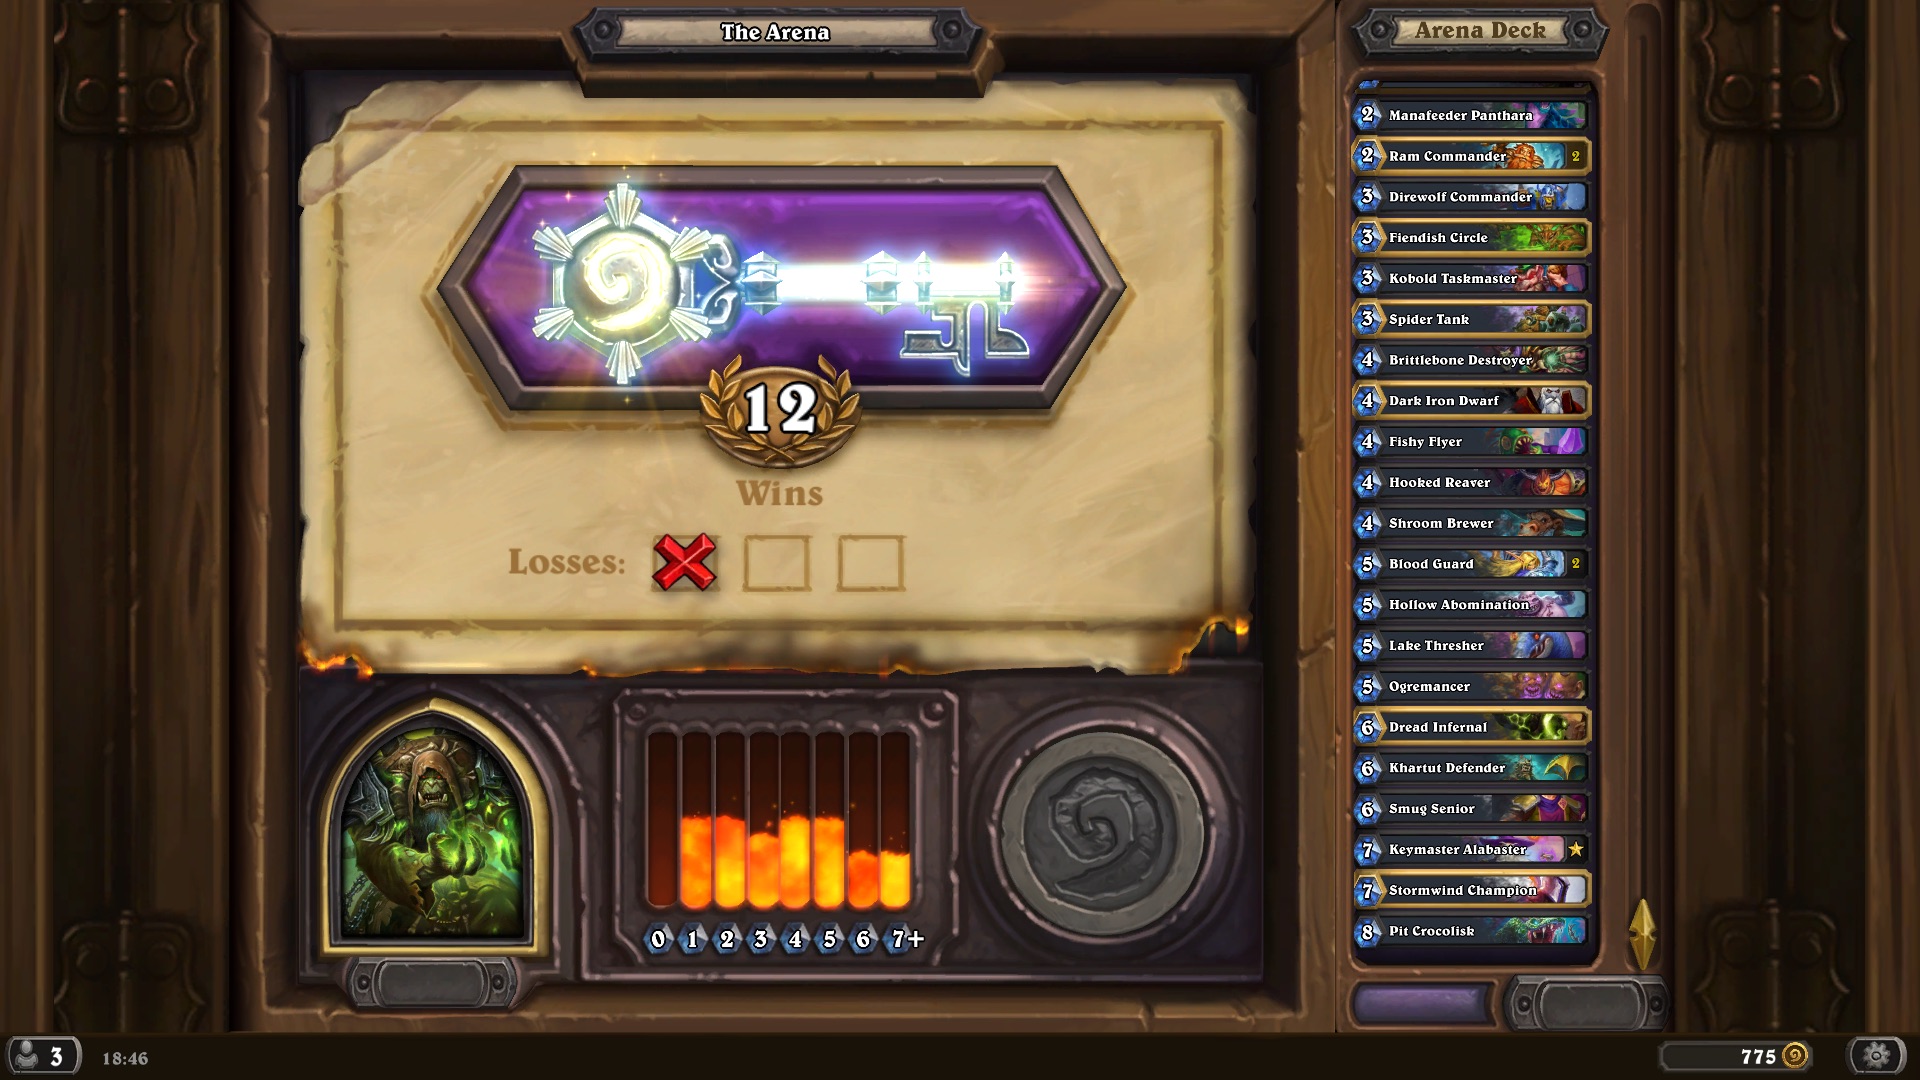 The Arena
12
Wins
Losses:
0 1 2 3 4 5 6 7+
Arena Deck
2 Manafeeder Panthara
2 Ram Commander 2
3 Direwolf Commander
3 Fiendish Circle
3 Kobold Taskmaster
3 Spider Tank
4 Brittlebone Destroyer
4 Dark Iron Dwarf
4 Fishy Flyer
4 Hooked Reaver
4 Shroom Brewer
5 Blood Guard 2
5 Hollow Abomination
5 Lake Thresher
5 Ogremancer
6 Dread Infernal
6 Khartut Defender
6 Smug Senior
7 Keymaster Alabaster
7 Stormwind Champion
8 Pit Crocolisk
3 18:46
775